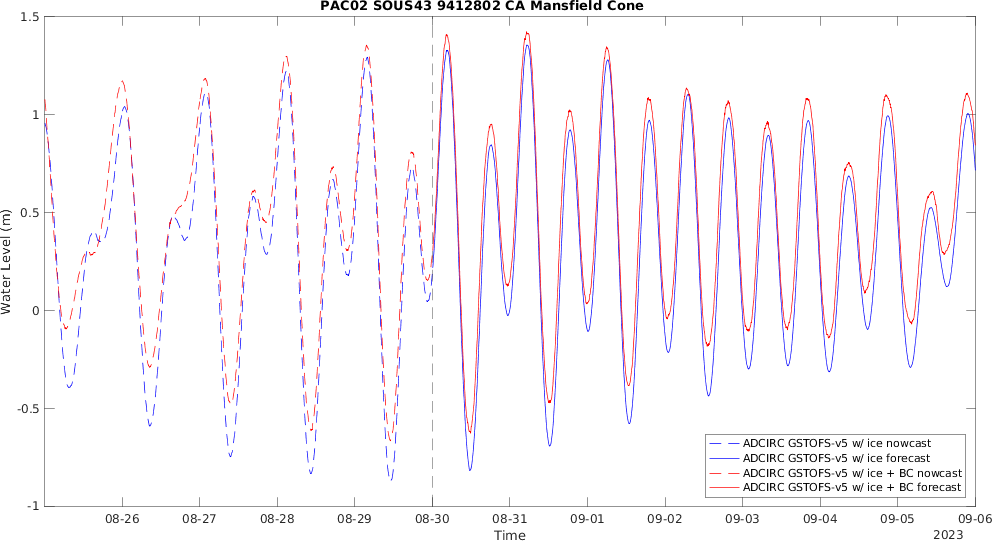 PAC02 SOUS43 9412802 CA Mansfield Cone
1.5
1
0.5
0
-0.5
-1
Water Level (m)
08-26 08-27 08-28 08-29 08-30 08-31 09-01 09-02 09-03 09-04 09-05 09-06
Time
2023
ADCIRC GSTOFS-v5 w/ ice nowcast
ADCIRC GSTOFS-v5 w/ ice forecast
ADCIRC GSTOFS-v5 w/ ice + BC nowcast
ADCIRC GSTOFS-v5 w/ ice + BC forecast